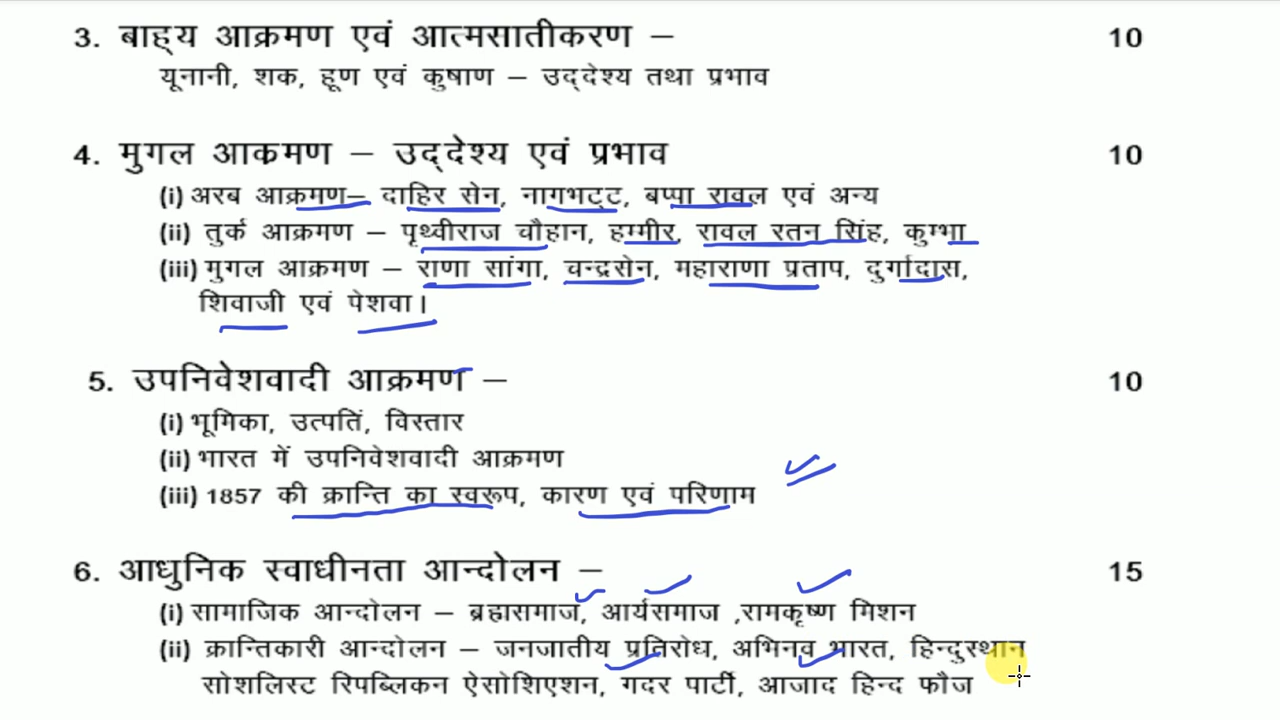 3. बाह्य आक्रमण एवं आत्मसातीकरण – 10
यूनानी, शक, हूण एवं कुषाण – उद्देश्य तथा प्रभाव
4. मुगल आकमण – उद्देश्य एवं प्रभाव 10
(i) अरब आक्रमण– दाहिर सेन, नागभट्ट, बप्पा रावल एवं अन्य
(ii) तुर्क आक्रमण – पृथ्वीराज चौहान, हम्मीर, रावल रतन सिंह, कुम्भा
(iii) मुगल आक्रमण – राणा सांगा, चन्द्रसेन, महाराणा प्रताप, दुर्गादास,
शिवाजी एवं पेशवा।
5. उपनिवेशवादी आक्रमण – 10
(i) भूमिका, उत्पतिं, विस्तार
(ii) भारत में उपनिवेशवादी आक्रमण
(iii) 1857 की क्रान्ति का स्वरूप, कारण एवं परिणाम
6. आधुनिक स्वाधीनता आन्दोलन – 15
(i) सामाजिक आन्दोलन – ब्रहासमाज, आर्यसमाज ,रामकृष्ण मिशन
(ii) क्रान्तिकारी आन्दोलन – जनजातीय प्रतिरोध, अभिनव भारत, हिन्दुस्थान
सोशलिस्ट रिपब्लिकन ऐसोशिएशन, गदर पार्टी, आजाद हिन्द फौज